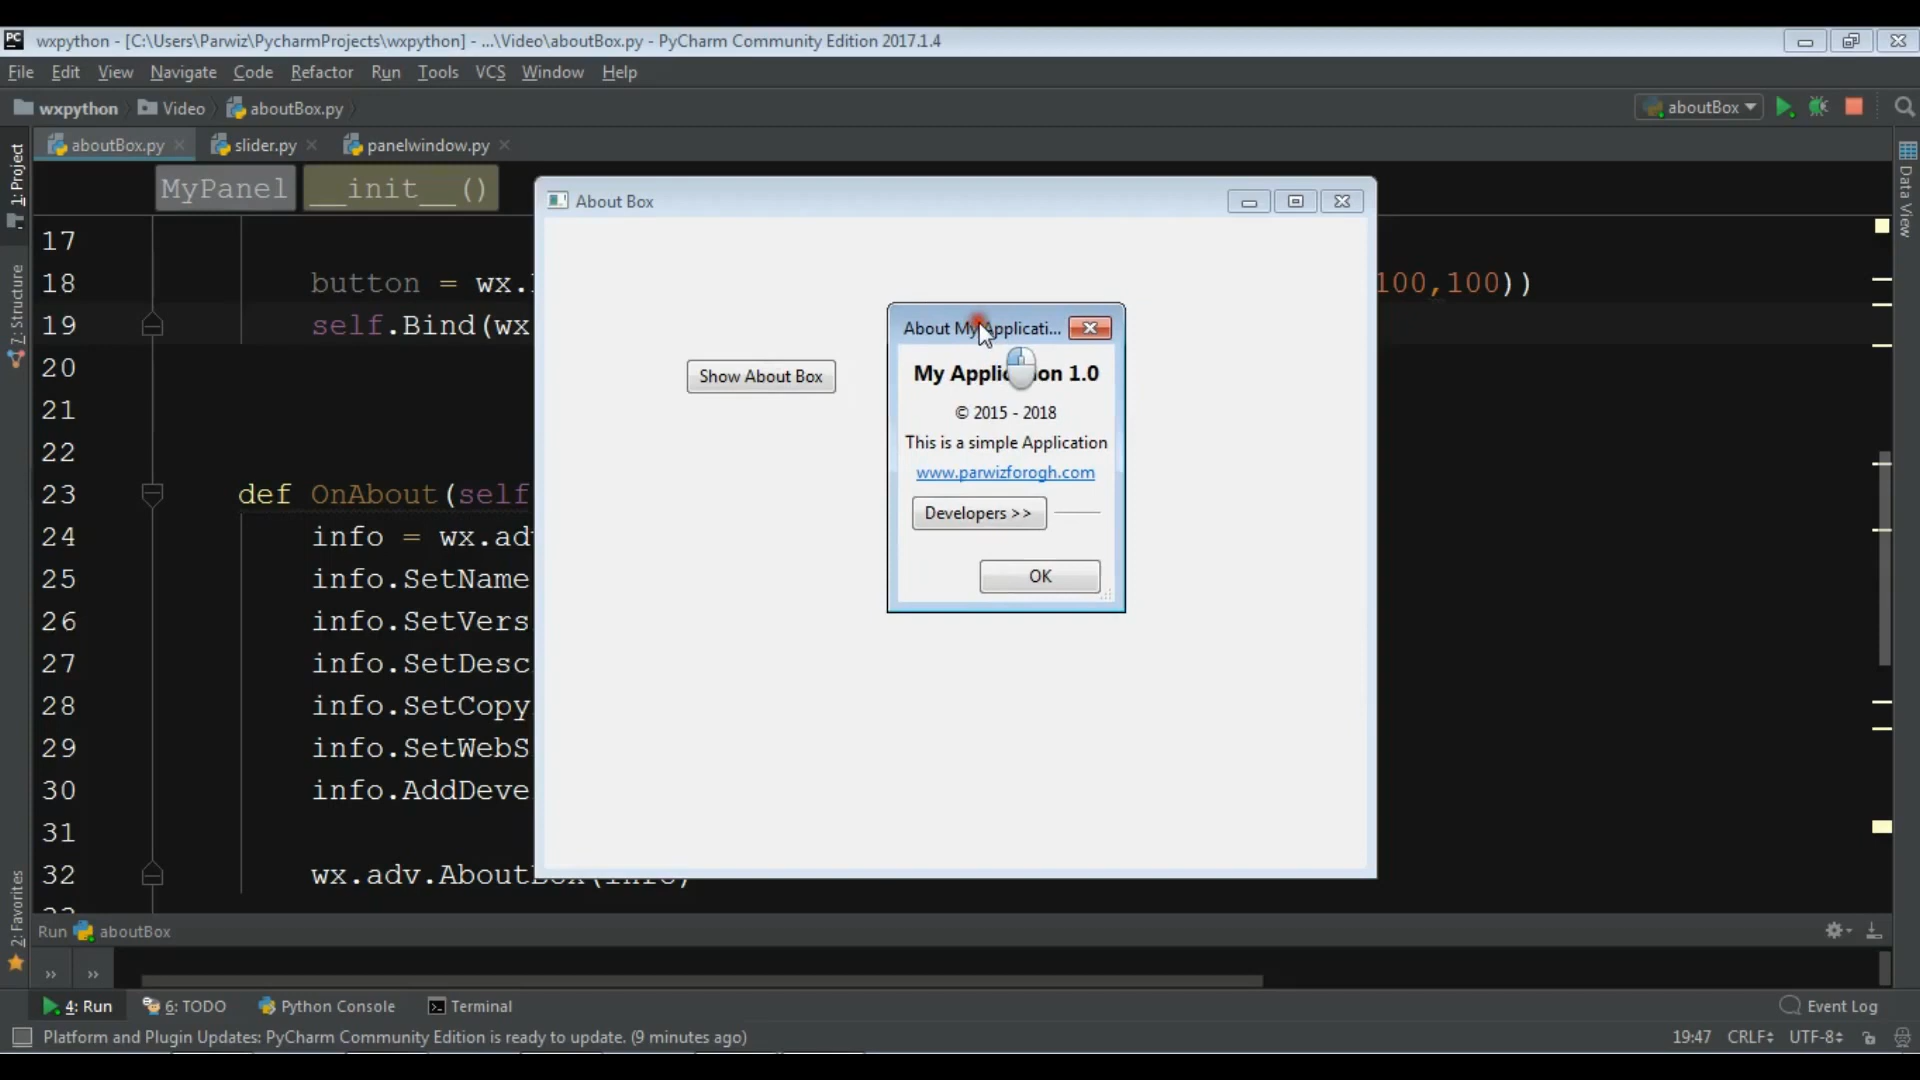 PC wxpython - [C:\Users\Parwiz\PycharmProjects\wxpython] - ...\Video\aboutBox.py - PyCharm Community Edition 2017.1.4
File Edit View Navigate Code Refactor Run Tools VCS Window Help
wxpython Video aboutBox.py aboutBox
aboutBox.py slider.py panelwindow.py
1: Project
7: Structure
2: Favorites
Data View
MyPanel __init__()
17
18 button = wx. 100,100))
19 self.Bind(wx
20
21
22
23 def OnAbout(self
24 info = wx.adv
25 info.SetName
26 info.SetVers
27 info.SetDesc
28 info.SetCopy
29 info.SetWebS
30 info.AddDeve
31
32 wx.adv.AboutBox(info)
About Box
Show About Box
About My Applicati...
My Application 1.0
© 2015 - 2018
This is a simple Application
www.parwizforogh.com
Developers >>
OK
Run aboutBox
» »
4: Run 6: TODO Python Console Terminal Event Log
Platform and Plugin Updates: PyCharm Community Edition is ready to update. (9 minutes ago) 19:47 CRLF UTF-8